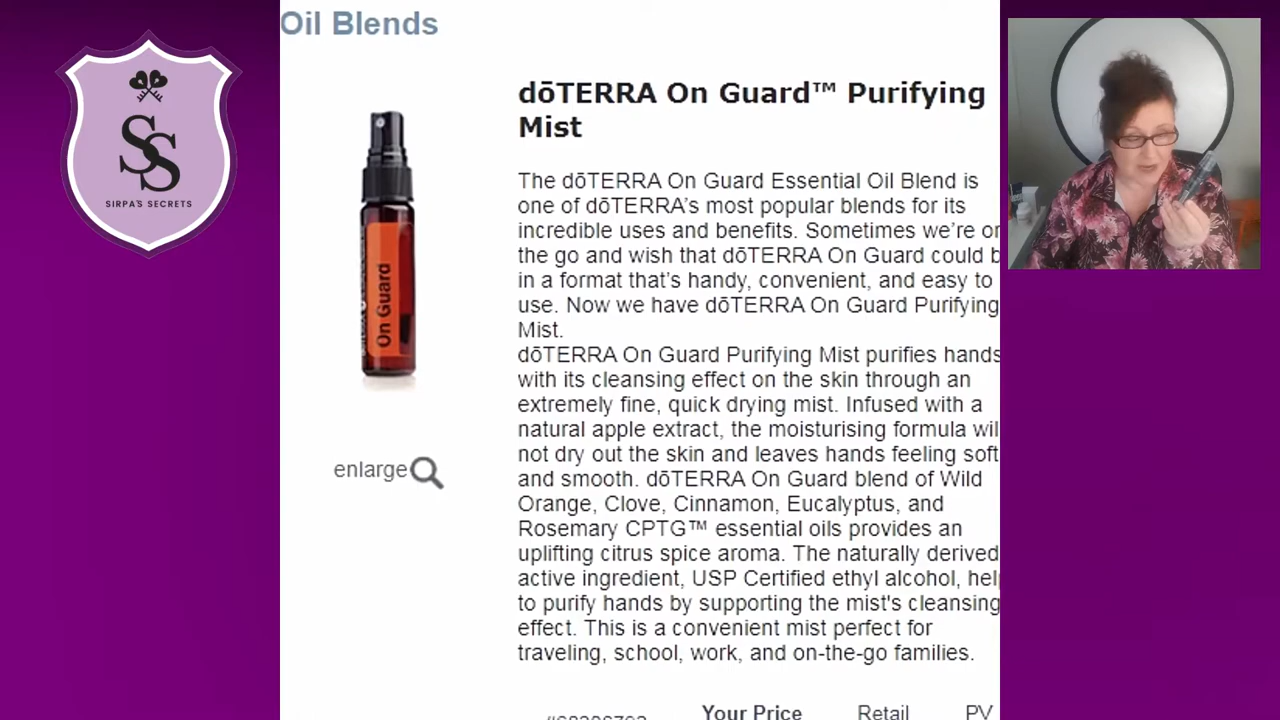 Oil Blends
SS
SIRPA'S SECRETS
dōTERRA On Guard™ Purifying
Mist
On Guard
enlarge
The dōTERRA On Guard Essential Oil Blend is
one of dōTERRA's most popular blends for its
incredible uses and benefits. Sometimes we're on
the go and wish that dōTERRA On Guard could b
in a format that's handy, convenient, and easy to
use. Now we have dōTERRA On Guard Purifying
Mist.
dōTERRA On Guard Purifying Mist purifies hands
with its cleansing effect on the skin through an
extremely fine, quick drying mist. Infused with a
natural apple extract, the moisturising formula wil
not dry out the skin and leaves hands feeling soft
and smooth. dōTERRA On Guard blend of Wild
Orange, Clove, Cinnamon, Eucalyptus, and
Rosemary CPTG™ essential oils provides an
uplifting citrus spice aroma. The naturally derived
active ingredient, USP Certified ethyl alcohol, hel
to purify hands by supporting the mist's cleansing
effect. This is a convenient mist perfect for
traveling, school, work, and on-the-go families.
Your Price Retail PV